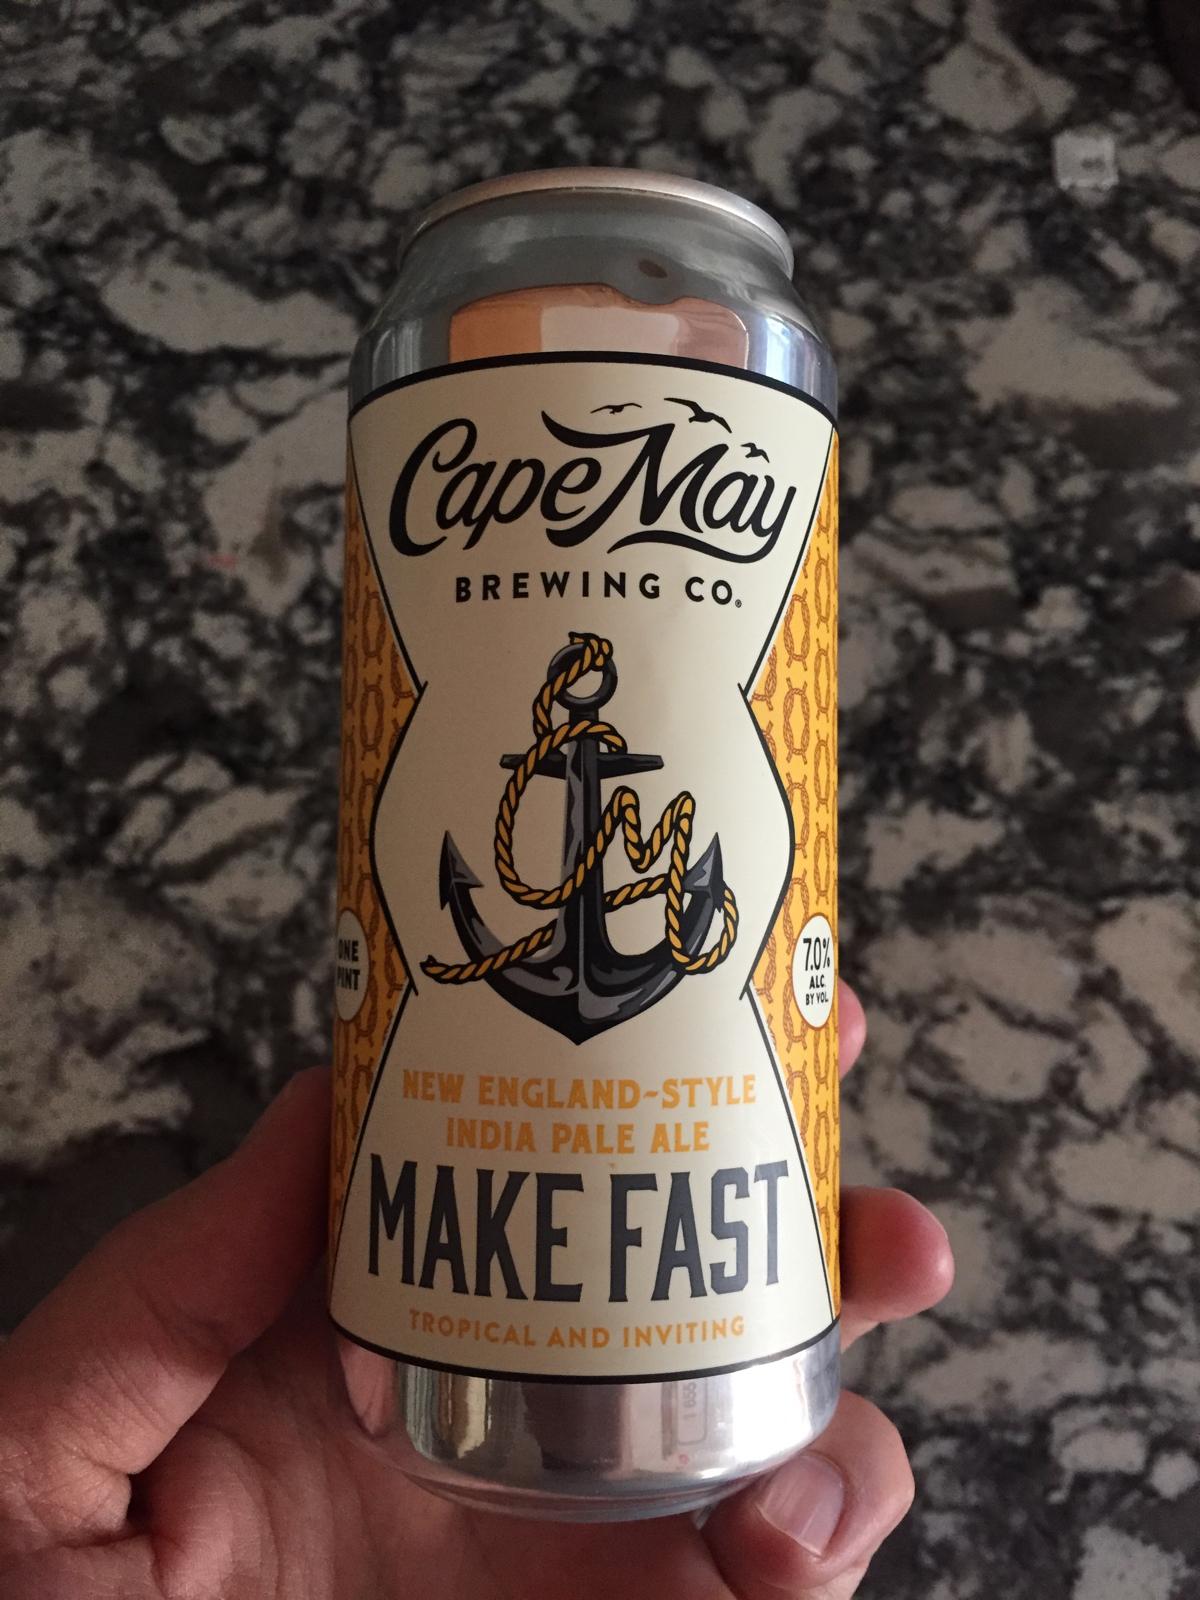 Cape May
BREWING CO.
ONE
PINT
7.0%
ALC.
BY VOL.
NEW ENGLAND-STYLE
INDIA PALE ALE
MAKE FAST
TROPICAL AND INVITING